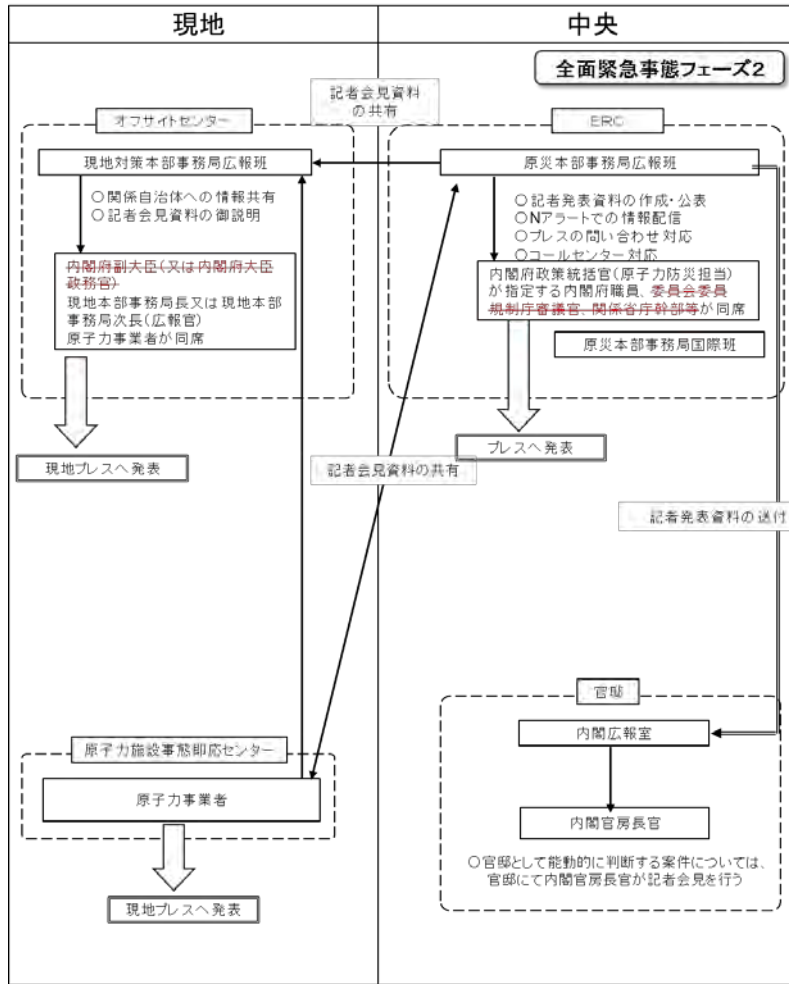 現地
中央
全面緊急事態フェーズ2
記者会見資料
の共有
オフサイトセンター
ERC
現地対策本部事務局広報班
原災本部事務局広報班
○関係自治体への情報共有
○記者会見資料の御説明
○記者発表資料の作成・公表
○Nアラートでの情報配信
○プレスの問い合わせ対応
○コールセンター対応
内閣府副大臣(又は内閣府大臣
政務官)
現地本部事務局長又は現地本部
事務局次長(広報官)
原子力事業者が同席
内閣府政策統括官(原子力防災担当)
が指定する内閣府職員、委員会委員
規制庁審議官、関係省庁幹部等が同席
原災本部事務局国際班
現地プレスへ発表
プレスへ発表
記者会見資料の共有
記者発表資料の送付
官邸
内閣広報室
原子力施設事態即応センター
原子力事業者
内閣官房長官
○官邸として能動的に判断する案件については、
官邸にて内閣官房長官が記者会見を行う
現地プレスへ発表